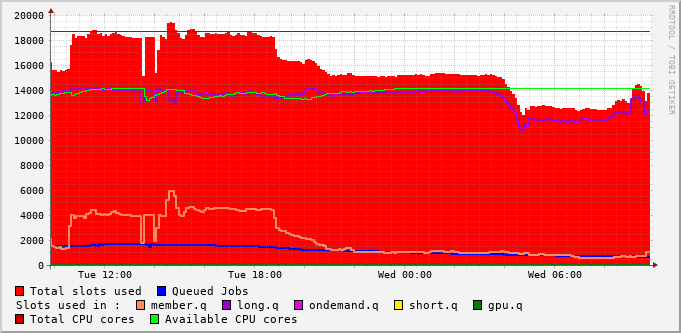 20000
18000
16000
14000
12000
10000
8000
6000
4000
2000
0
Tue 12:00 Tue 18:00 Wed 00:00 Wed 06:00
Total slots used Queued Jobs
Slots used in : member.q long.q ondemand.q short.q gpu.q
Total CPU cores Available CPU cores
RRDTOOL / TOBI OETIKER